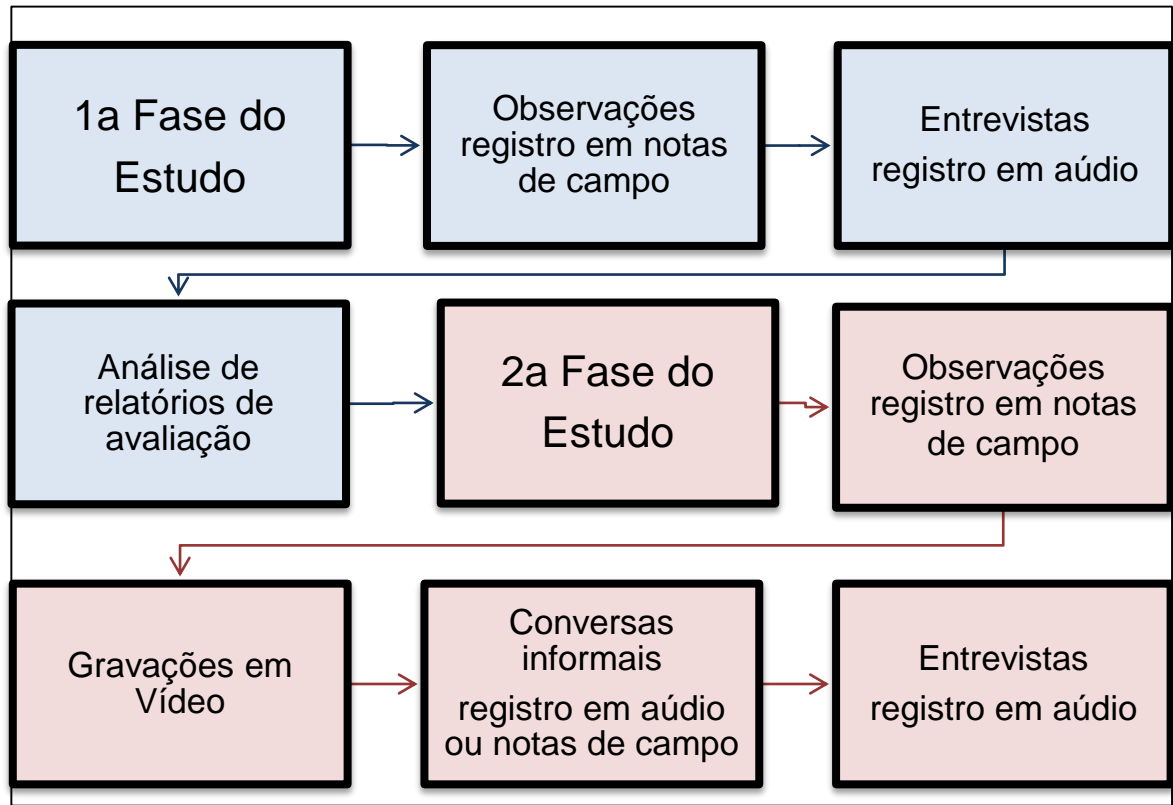 1a Fase do
Estudo
Observações
registro em notas
de campo
Entrevistas
registro em aúdio
Análise de
relatórios de
avaliação
2a Fase do
Estudo
Observações
registro em notas
de campo
Gravações em
Vídeo
Conversas
informais
registro em aúdio
ou notas de campo
Entrevistas
registro em aúdio